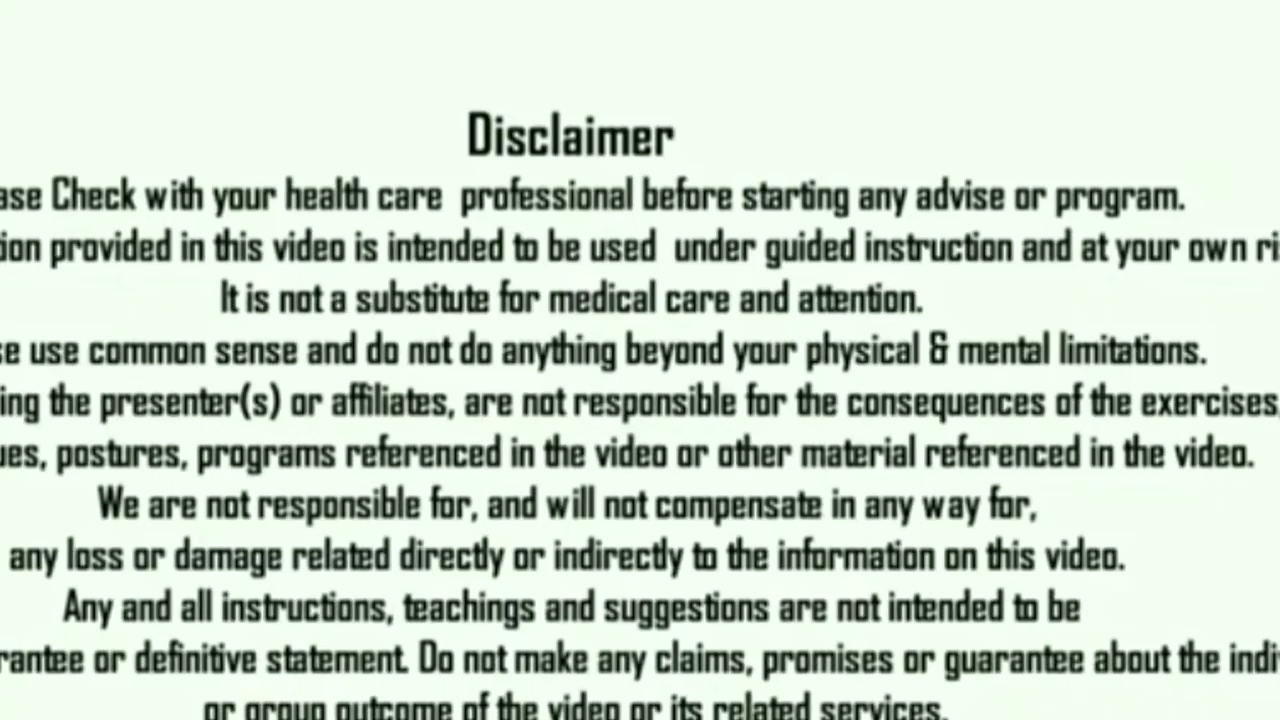 Disclaimer
ase Check with your health care professional before starting any advise or program.
ion provided in this video is intended to be used under guided instruction and at your own ri
It is not a substitute for medical care and attention.
se use common sense and do not do anything beyond your physical & mental limitations.
ing the presenter(s) or affiliates, are not responsible for the consequences of the exercises,
ues, postures, programs referenced in the video or other material referenced in the video.
We are not responsible for, and will not compensate in any way for,
any loss or damage related directly or indirectly to the information on this video.
Any and all instructions, teachings and suggestions are not intended to be
rantee or definitive statement. Do not make any claims, promises or guarantee about the indi
or group outcome of the video or its related services.